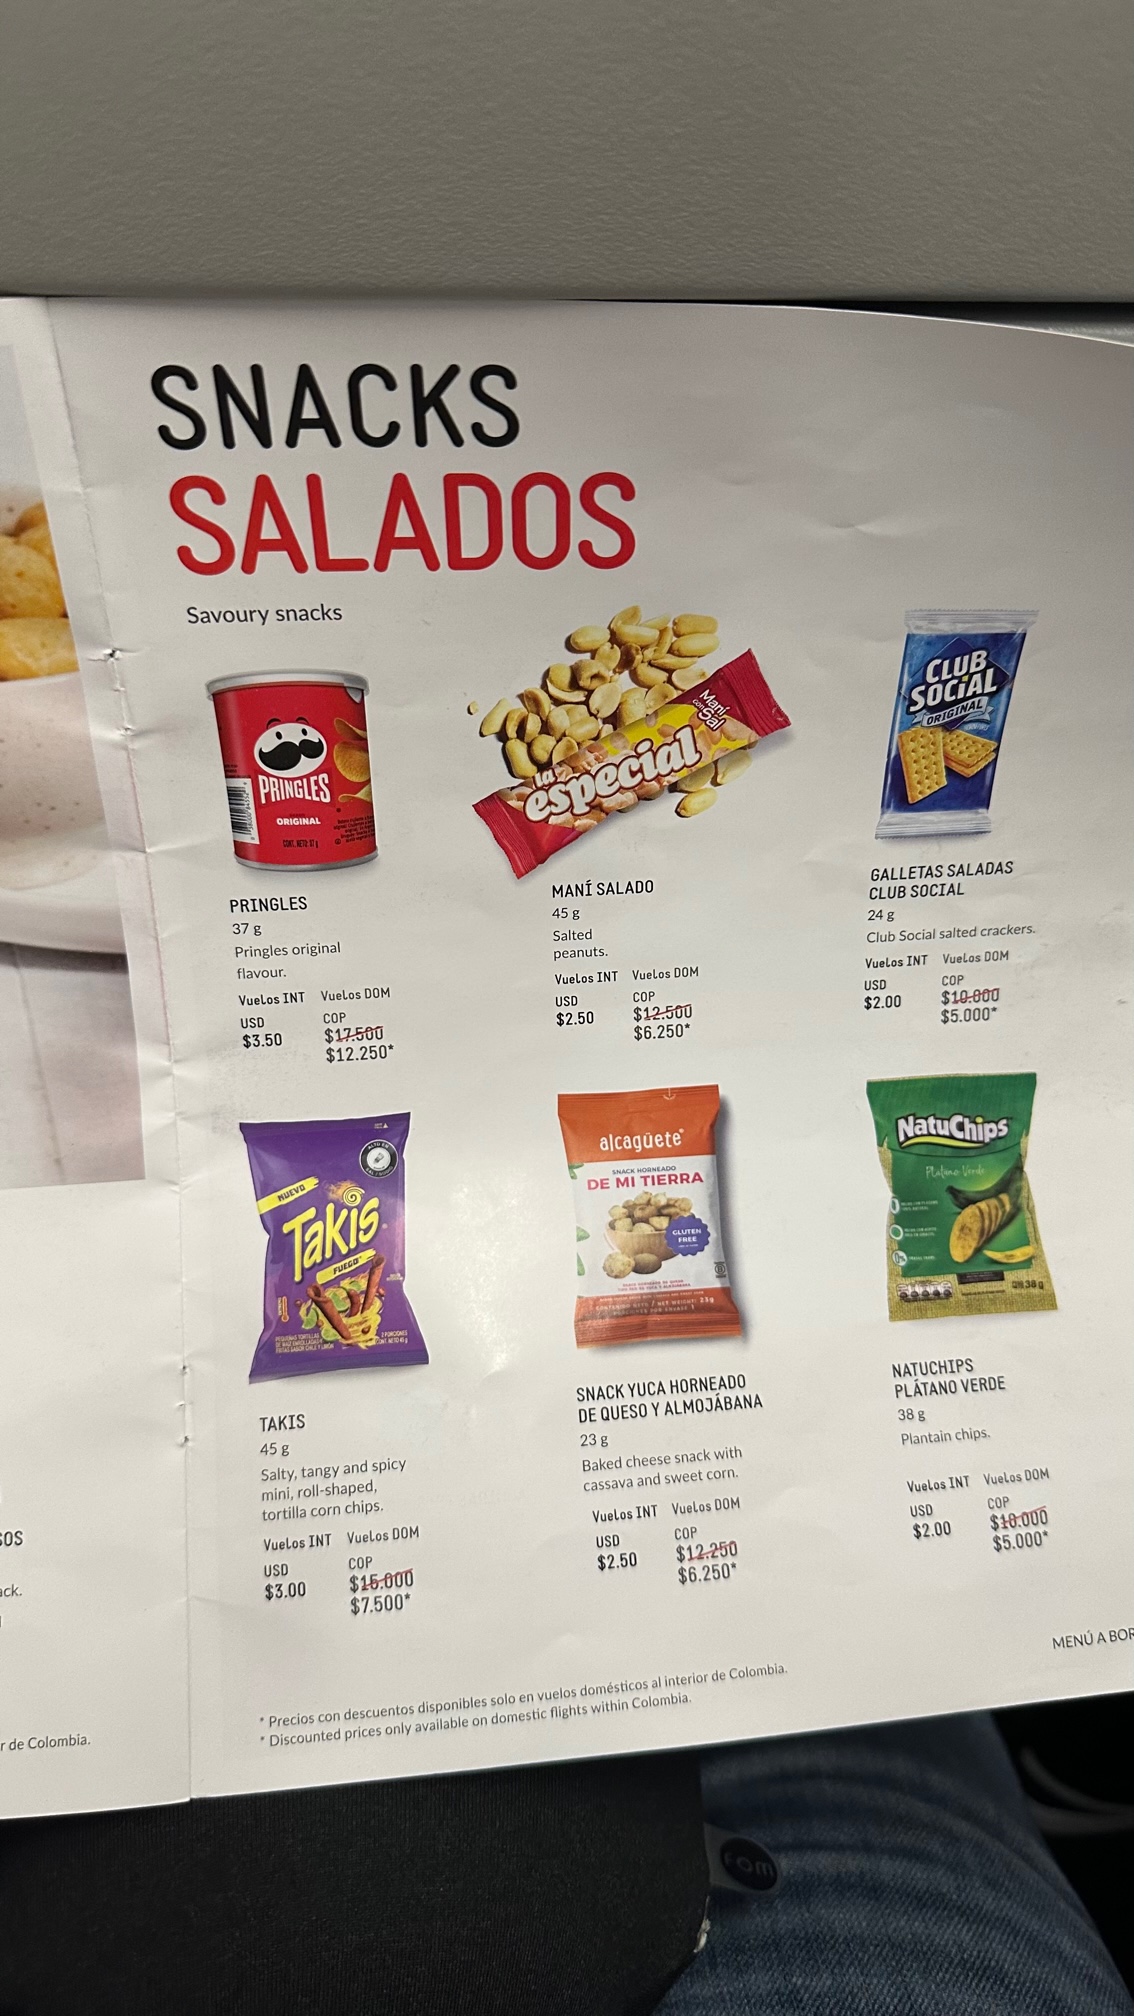 SNACKS
SALADOS
Savoury snacks
PRINGLES
ORIGINAL
CONT. NETO 37 g
PRINGLES
37 g
Pringles original
flavour.
Vuelos INT Vuelos DOM
USD COP
$3.50 $17.500
$12.250*
Maní
con
Sal
la
especial
MANÍ SALADO
45 g
Salted
peanuts.
Vuelos INT Vuelos DOM
USD COP
$2.50 $12.500
$6.250*
CLUB
SOCIAL
ORIGINAL
GALLETAS SALADAS
CLUB SOCIAL
24 g
Club Social salted crackers.
Vuelos INT Vuelos DOM
USD COP
$2.00 $10.000
$5.000*
ALTO EN
NUEVO
TAKIS
FUEGO
TAKIS
45 g
Salty, tangy and spicy
mini, roll-shaped,
tortilla corn chips.
Vuelos INT Vuelos DOM
USD COP
$3.00 $15.000
$7.500*
alcagüete
SNACK HORNEADO
DE MI TIERRA
GLUTEN
FREE
SNACK YUCA HORNEADO
DE QUESO Y ALMOJÁBANA
23 g
Baked cheese snack with
cassava and sweet corn.
Vuelos INT Vuelos DOM
USD COP
$2.50 $12.250
$6.250*
NatuChips
Plátano Verde
38 g
NATUCHIPS
PLÁTANO VERDE
38 g
Plantain chips.
Vuelos INT Vuelos DOM
USD COP
$2.00 $10.000
$5.000*
MENÚ A BOR
* Precios con descuentos disponibles solo en vuelos domésticos al interior de Colombia.
* Discounted prices only available on domestic flights within Colombia.
SOS
ack.
r de Colombia.